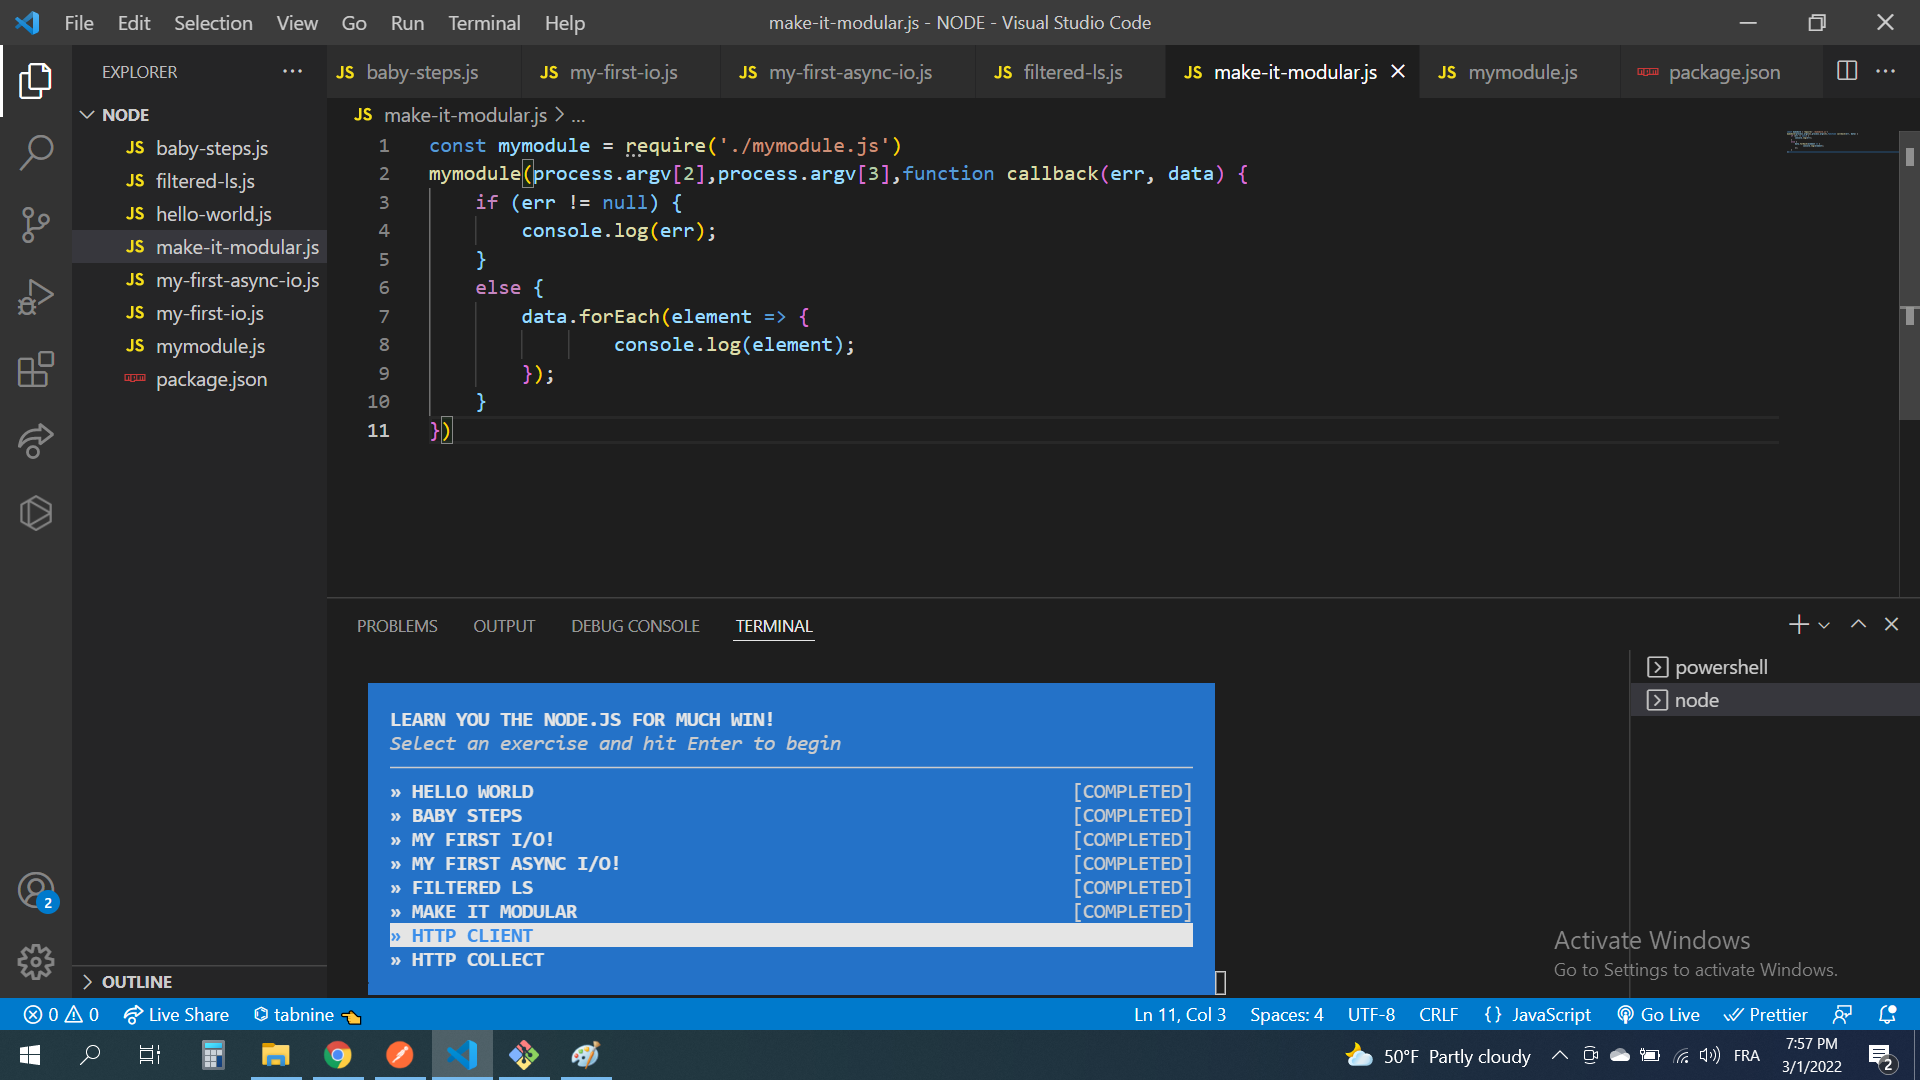 File Edit Selection View Go Run Terminal Help
make-it-modular.js - NODE - Visual Studio Code
EXPLORER
NODE
JS baby-steps.js
JS filtered-ls.js
JS hello-world.js
JS make-it-modular.js
JS my-first-async-io.js
JS my-first-io.js
JS mymodule.js
package.json
OUTLINE
JS baby-steps.js JS my-first-io.js JS my-first-async-io.js JS filtered-ls.js JS make-it-modular.js JS mymodule.js package.json
JS make-it-modular.js > ...
1 const mymodule = require('./mymodule.js')
2 mymodule(process.argv[2],process.argv[3],function callback(err, data) {
3 if (err != null) {
4 console.log(err);
5 }
6 else {
7 data.forEach(element => {
8 console.log(element);
9 });
10 }
11 })
PROBLEMS OUTPUT DEBUG CONSOLE TERMINAL
LEARN YOU THE NODE.JS FOR MUCH WIN!
Select an exercise and hit Enter to begin
» HELLO WORLD [COMPLETED]
» BABY STEPS [COMPLETED]
» MY FIRST I/O! [COMPLETED]
» MY FIRST ASYNC I/O! [COMPLETED]
» FILTERED LS [COMPLETED]
» MAKE IT MODULAR [COMPLETED]
» HTTP CLIENT
» HTTP COLLECT
powershell
node
Activate Windows
Go to Settings to activate Windows.
2
0 0 Live Share tabnine
Ln 11, Col 3 Spaces: 4 UTF-8 CRLF {} JavaScript Go Live Prettier
50°F Partly cloudy FRA
7:57 PM
3/1/2022
2